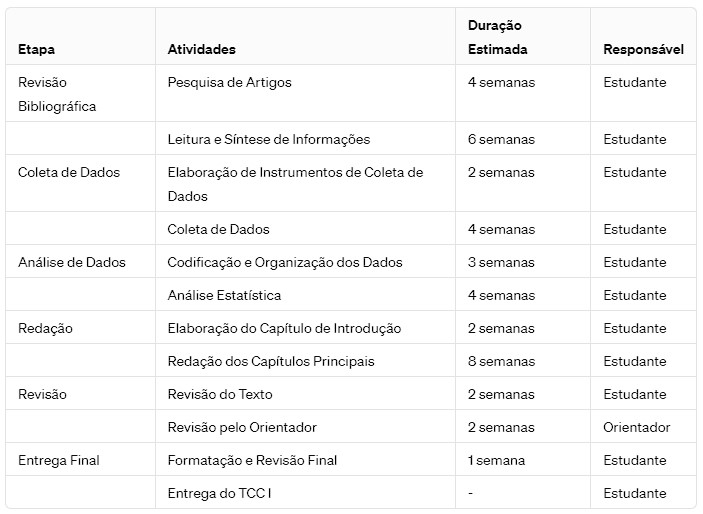 Etapa Atividades Duração Estimada Responsável
Revisão Bibliográfica Pesquisa de Artigos 4 semanas Estudante
Leitura e Síntese de Informações 6 semanas Estudante
Coleta de Dados Elaboração de Instrumentos de Coleta de Dados 2 semanas Estudante
Coleta de Dados 4 semanas Estudante
Análise de Dados Codificação e Organização dos Dados 3 semanas Estudante
Análise Estatística 4 semanas Estudante
Redação Elaboração do Capítulo de Introdução 2 semanas Estudante
Redação dos Capítulos Principais 8 semanas Estudante
Revisão Revisão do Texto 2 semanas Estudante
Revisão pelo Orientador 2 semanas Orientador
Entrega Final Formatação e Revisão Final 1 semana Estudante
Entrega do TCC I - Estudante